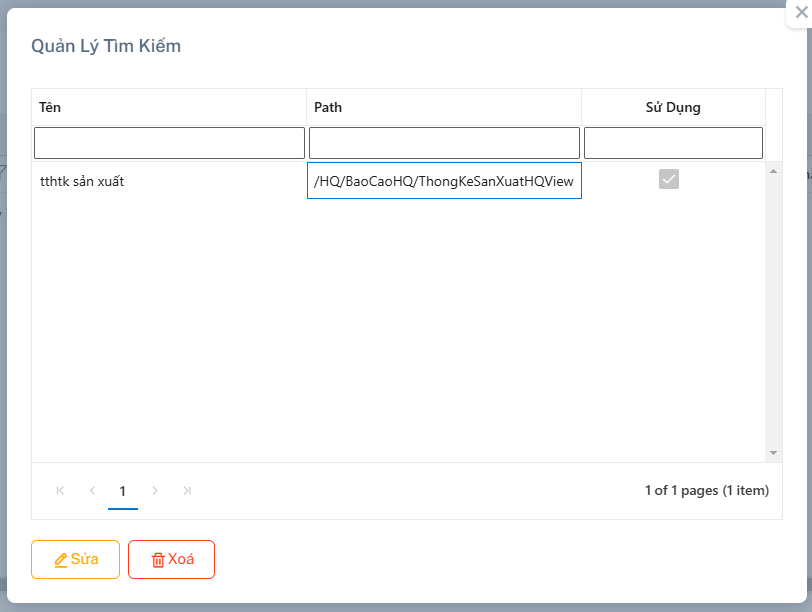 Quản Lý Tìm Kiếm
Tên Path Sử Dụng
tthtk sản xuất /HQ/BaoCaoHQ/ThongKeSanXuatHQView
1 1 of 1 pages (1 item)
Sửa Xoá